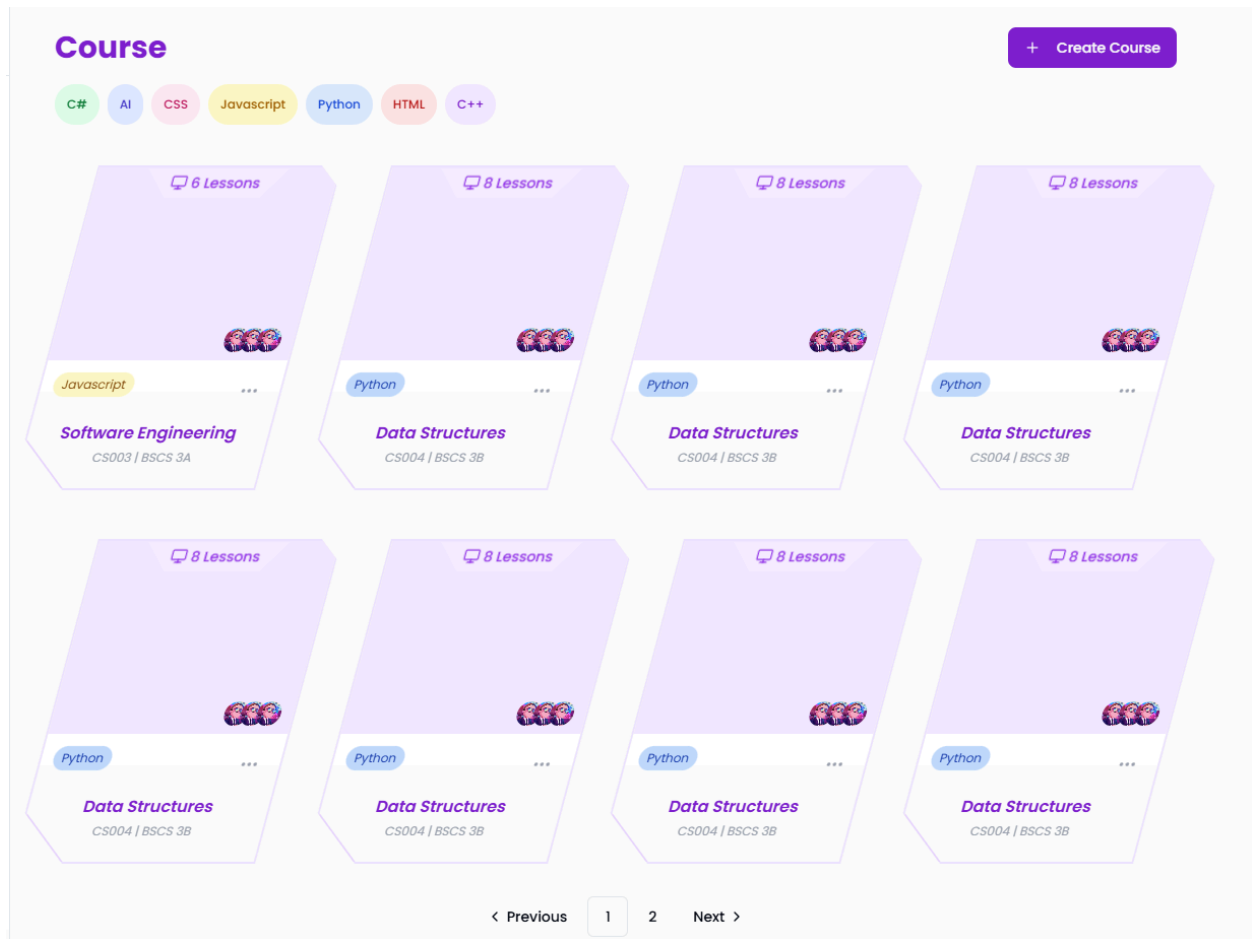 Course
+ Create Course
C# AI CSS Javascript Python HTML C++
6 Lessons 8 Lessons 8 Lessons 8 Lessons
Javascript ... Python ... Python ... Python ...
Software Engineering Data Structures Data Structures Data Structures
CS003 | BSCS 3A CS004 | BSCS 3B CS004 | BSCS 3B CS004 | BSCS 3B
8 Lessons 8 Lessons 8 Lessons 8 Lessons
Python ... Python ... Python ... Python ...
Data Structures Data Structures Data Structures Data Structures
CS004 | BSCS 3B CS004 | BSCS 3B CS004 | BSCS 3B CS004 | BSCS 3B
< Previous 1 2 Next >